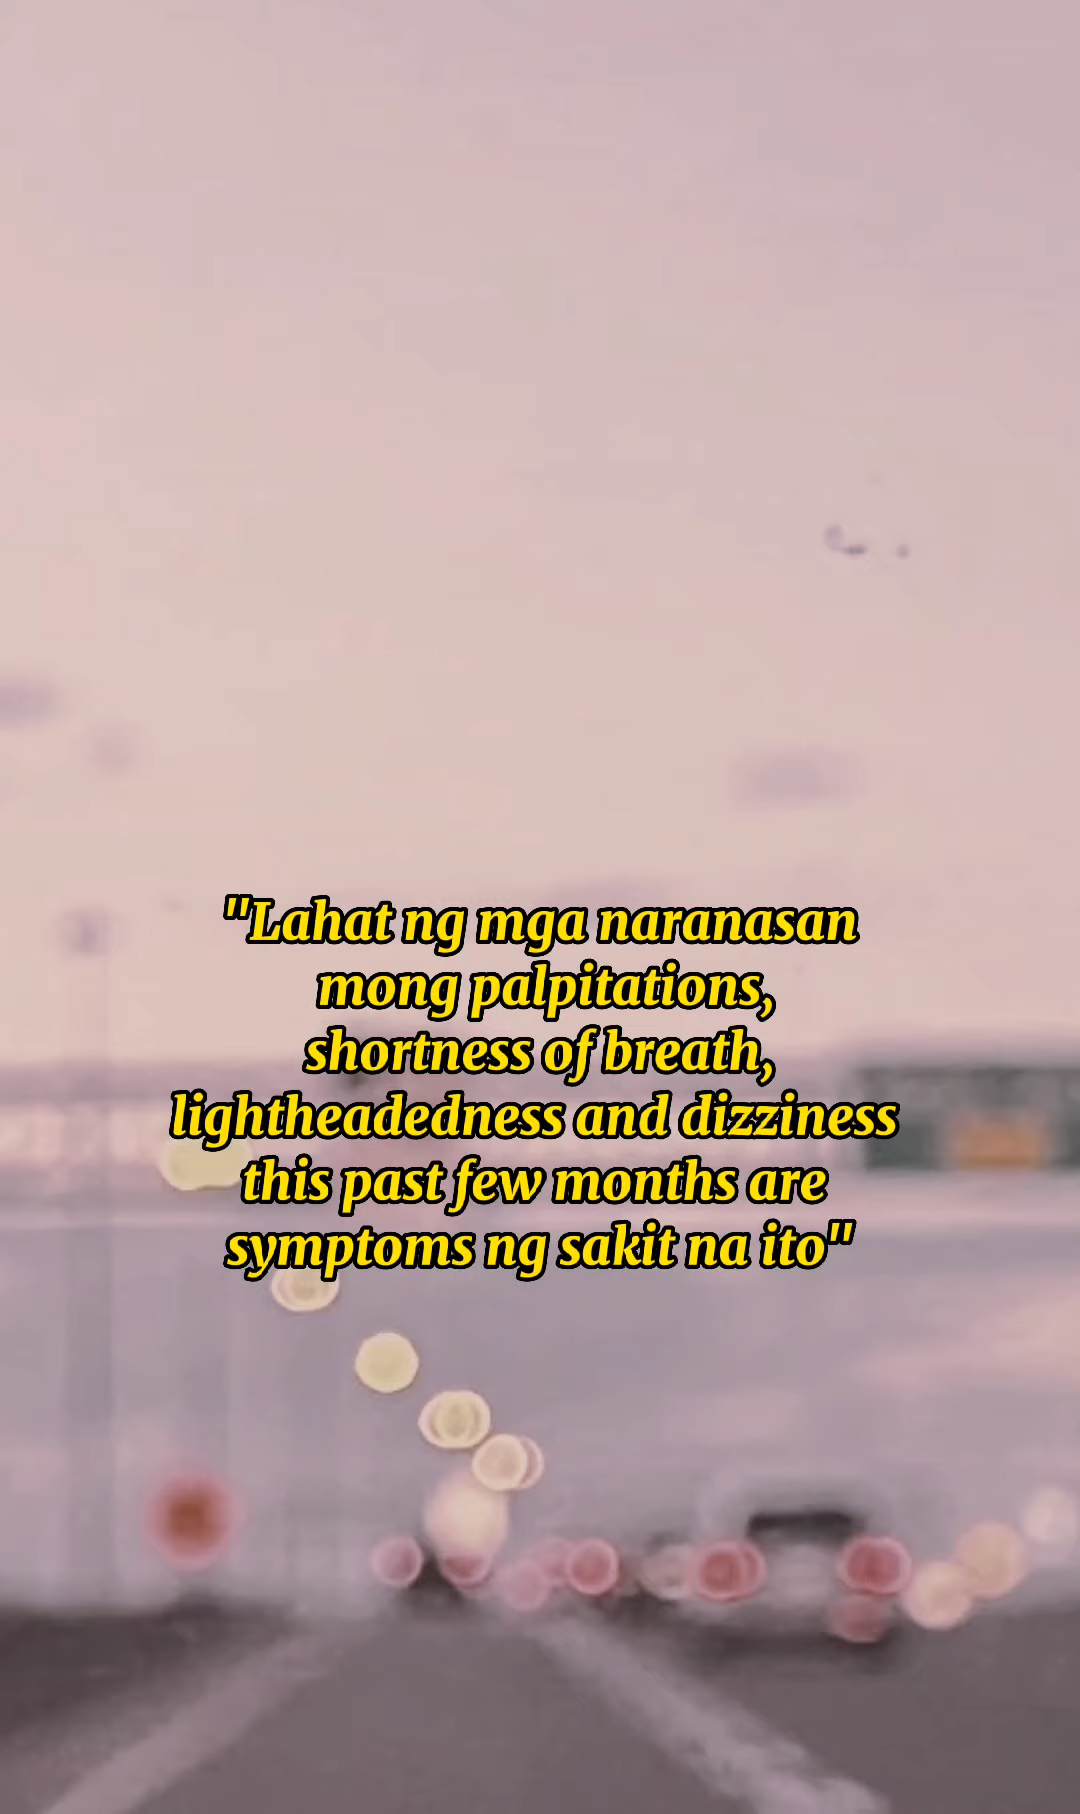 "Lahat ng mga naranasan
mong palpitations,
shortness of breath,
lightheadedness and dizziness
this past few months are
symptoms ng sakit na ito"